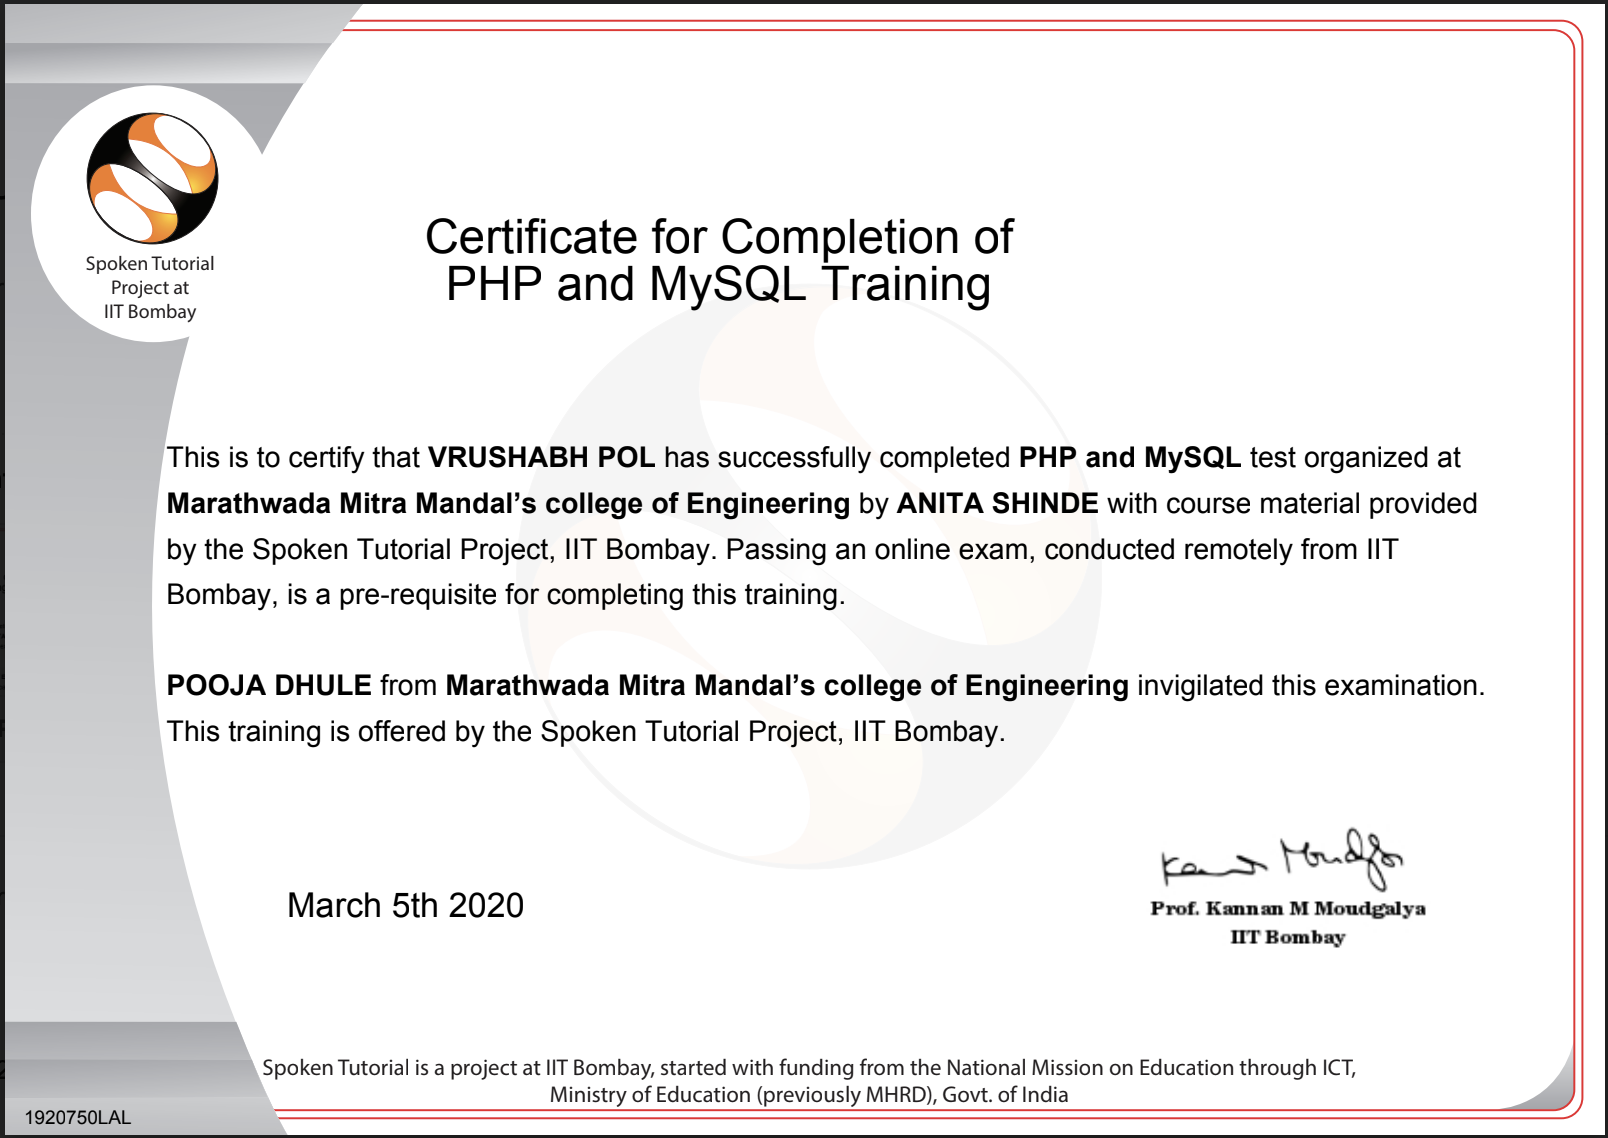 Spoken Tutorial
Project at
IIT Bombay
Certificate for Completion of
PHP and MySQL Training
This is to certify that VRUSHABH POL has successfully completed PHP and MySQL test organized at
Marathwada Mitra Mandal’s college of Engineering by ANITA SHINDE with course material provided
by the Spoken Tutorial Project, IIT Bombay. Passing an online exam, conducted remotely from IIT
Bombay, is a pre-requisite for completing this training.
POOJA DHULE from Marathwada Mitra Mandal’s college of Engineering invigilated this examination.
This training is offered by the Spoken Tutorial Project, IIT Bombay.
March 5th 2020
Prof. Kannan M Moudgalya
IIT Bombay
Spoken Tutorial is a project at IIT Bombay, started with funding from the National Mission on Education through ICT,
Ministry of Education (previously MHRD), Govt. of India
1920750LAL